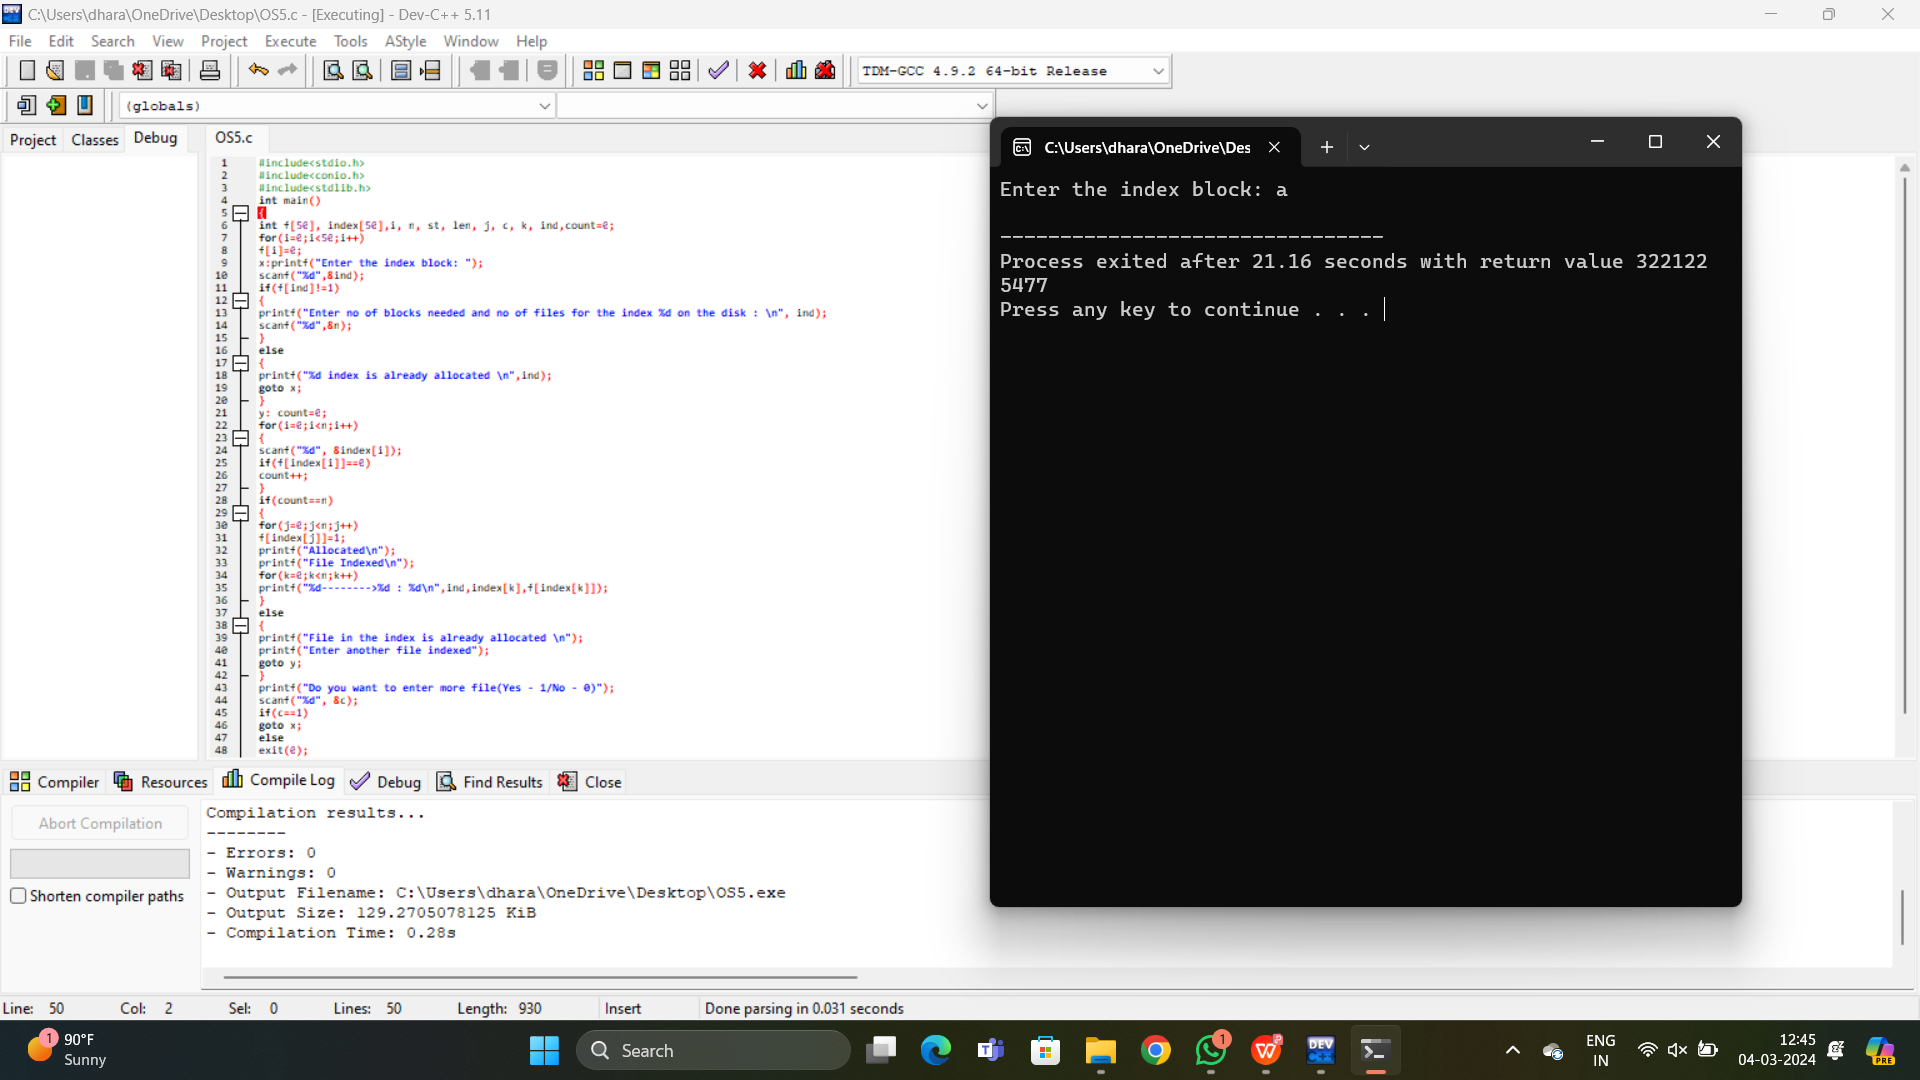 C:\Users\dhara\OneDrive\Desktop\OS5.c - [Executing] - Dev-C++ 5.11
File Edit Search View Project Execute Tools AStyle Window Help
TDM-GCC 4.9.2 64-bit Release
(globals)
Project Classes Debug
OS5.c
1 #include<stdio.h>
2 #include<conio.h>
3 #include<stdlib.h>
4 int main()
5 {
6 int f[50], index[50],i, n, st, len, j, c, k, ind,count=0;
7 for(i=0;i<50;i++)
8 f[i]=0;
9 x:printf("Enter the index block: ");
10 scanf("%d",&ind);
11 if(f[ind]!=1)
12 {
13 printf("Enter no of blocks needed and no of files for the index %d on the disk : \n", ind);
14 scanf("%d",&n);
15 }
16 else
17 {
18 printf("%d index is already allocated \n",ind);
19 goto x;
20 }
21 y: count=0;
22 for(i=0;i<n;i++)
23 {
24 scanf("%d", &index[i]);
25 if(f[index[i]]==0)
26 count++;
27 }
28 if(count==n)
29 {
30 for(j=0;j<n;j++)
31 f[index[j]]=1;
32 printf("Allocated\n");
33 printf("File Indexed\n");
34 for(k=0;k<n;k++)
35 printf("%d-------->%d : %d\n",ind,index[k],f[index[k]]);
36 }
37 else
38 {
39 printf("File in the index is already allocated \n");
40 printf("Enter another file indexed");
41 goto y;
42 }
43 printf("Do you want to enter more file(Yes - 1/No - 0)");
44 scanf("%d", &c);
45 if(c==1)
46 goto x;
47 else
48 exit(0);
C:\Users\dhara\OneDrive\Des
Enter the index block: a
--------------------------------
Process exited after 21.16 seconds with return value 322122
5477
Press any key to continue . . .
Compiler Resources Compile Log Debug Find Results Close
Abort Compilation
Shorten compiler paths
Compilation results...
--------
- Errors: 0
- Warnings: 0
- Output Filename: C:\Users\dhara\OneDrive\Desktop\OS5.exe
- Output Size: 129.2705078125 KiB
- Compilation Time: 0.28s
Line: 50 Col: 2 Sel: 0 Lines: 50 Length: 930 Insert Done parsing in 0.031 seconds
1
90°F
Sunny
Search
1
DEV
ENG
IN
12:45
04-03-2024
PRE